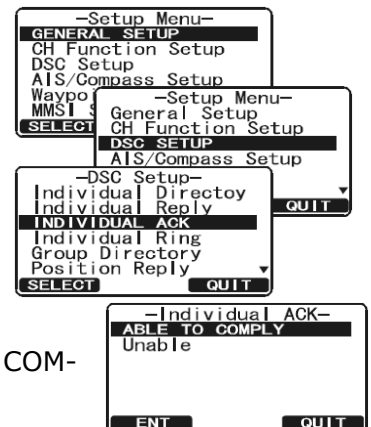 —Setup Menu—
GENERAL SETUP
CH Function Setup
DSC Setup
AIS/Compass Setup
Waypoi
MMSI S
SELECT
—Setup Menu—
General Setup
CH Function Setup
DSC SETUP
AIS/Compass Setup
QUIT
—DSC Setup—
Individual Directoy
Individual Reply
INDIVIDUAL ACK
Individual Ring
Group Directory
Position Reply
SELECT QUIT
—Individual ACK—
ABLE TO COMPLY
Unable
COM-
ENT QUIT